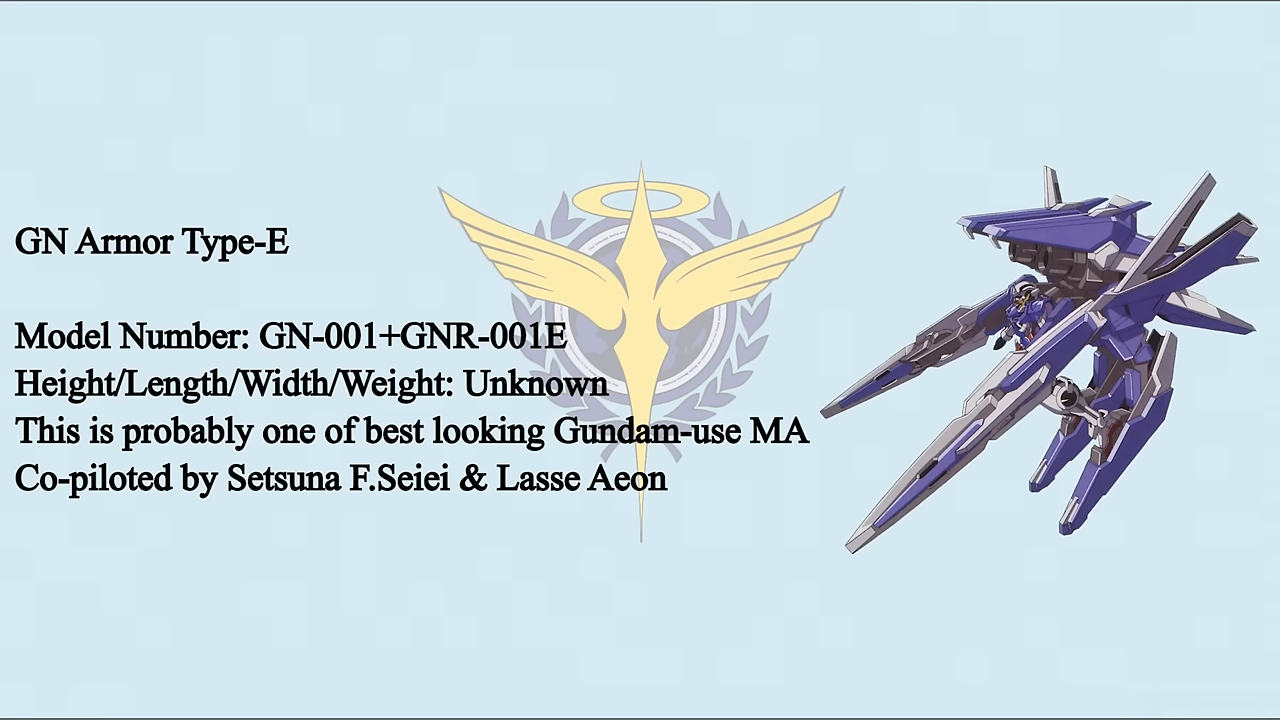 GN Armor Type-E
Model Number: GN-001+GNR-001E
Height/Length/Width/Weight: Unknown
This is probably one of best looking Gundam-use MA
Co-piloted by Setsuna F.Seiei & Lasse Aeon